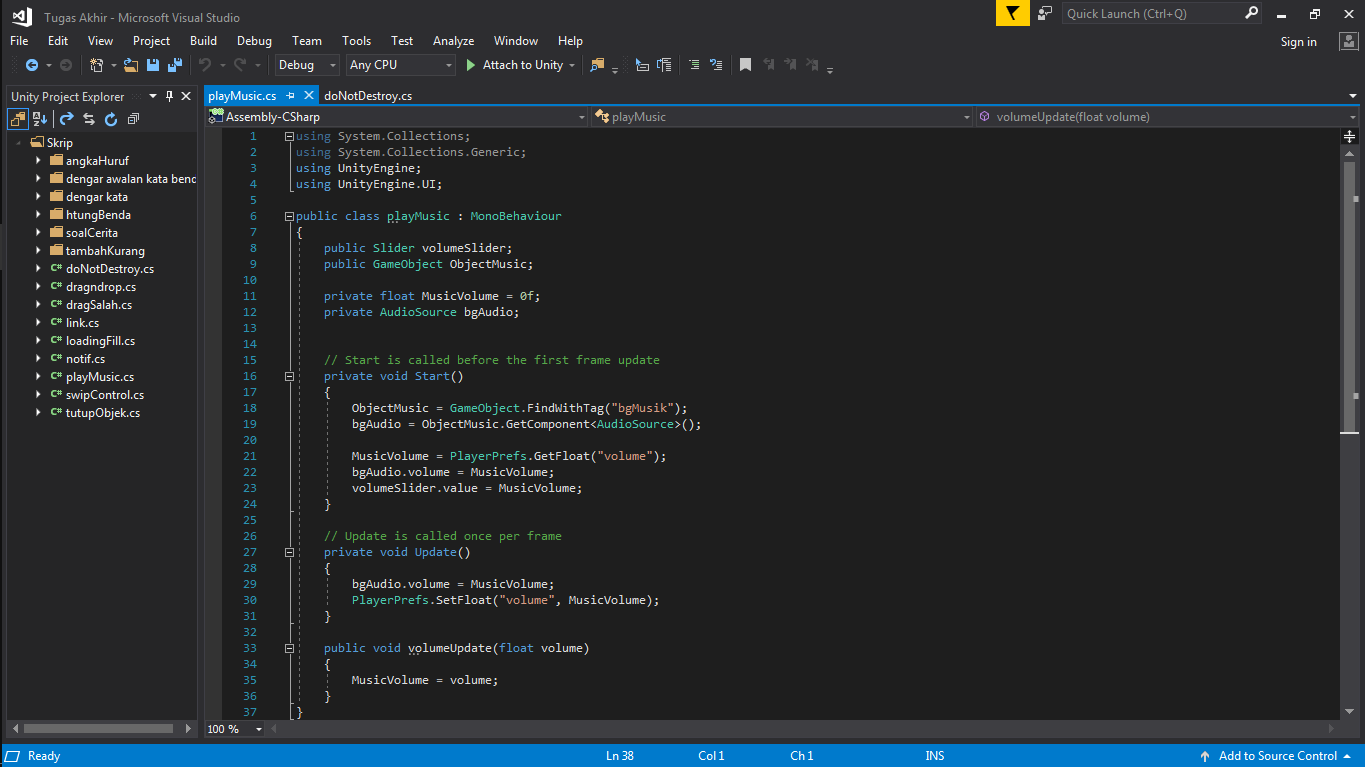 Tugas Akhir - Microsoft Visual Studio
Quick Launch (Ctrl+Q)
File Edit View Project Build Debug Team Tools Test Analyze Window Help
Sign in
Debug Any CPU Attach to Unity
Unity Project Explorer
playMusic.cs doNotDestroy.cs
Assembly-CSharp playMusic volumeUpdate(float volume)
Skrip
angkaHuruf
dengar awalan kata benc
dengar kata
htungBenda
soalCerita
tambahKurang
C# doNotDestroy.cs
C# dragndrop.cs
C# dragSalah.cs
C# link.cs
C# loadingFill.cs
C# notif.cs
C# playMusic.cs
C# swipControl.cs
C# tutupObjek.cs
1 using System.Collections;
2 using System.Collections.Generic;
3 using UnityEngine;
4 using UnityEngine.UI;
5
6 public class playMusic : MonoBehaviour
7 {
8 public Slider volumeSlider;
9 public GameObject ObjectMusic;
10
11 private float MusicVolume = 0f;
12 private AudioSource bgAudio;
13
14
15 // Start is called before the first frame update
16 private void Start()
17 {
18 ObjectMusic = GameObject.FindWithTag("bgMusik");
19 bgAudio = ObjectMusic.GetComponent<AudioSource>();
20
21 MusicVolume = PlayerPrefs.GetFloat("volume");
22 bgAudio.volume = MusicVolume;
23 volumeSlider.value = MusicVolume;
24 }
25
26 // Update is called once per frame
27 private void Update()
28 {
29 bgAudio.volume = MusicVolume;
30 PlayerPrefs.SetFloat("volume", MusicVolume);
31 }
32
33 public void volumeUpdate(float volume)
34 {
35 MusicVolume = volume;
36 }
37 }
100 %
Ready Ln 38 Col 1 Ch 1 INS Add to Source Control